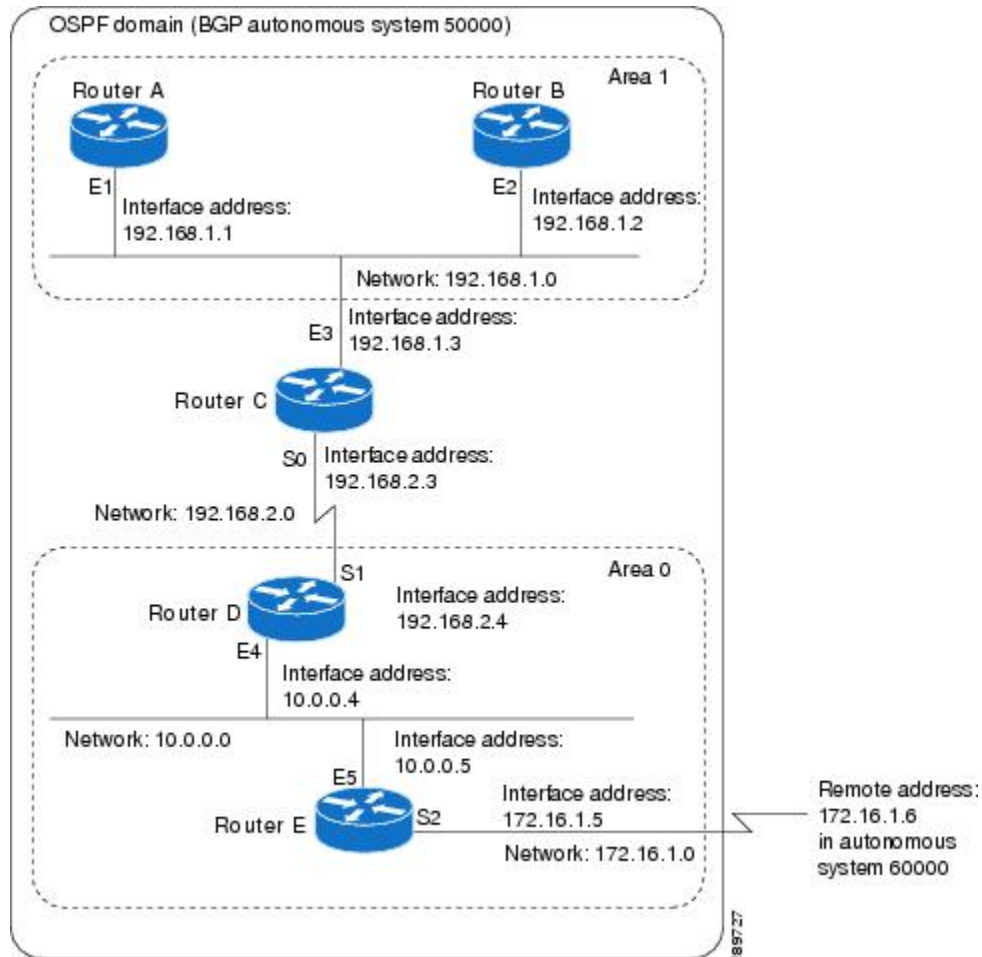 OSPF domain (BGP autonomous system 50000)
Area 1
Router A
Router B
E1
Interface address:
192.168.1.1
E2
Interface address:
192.168.1.2
Network: 192.168.1.0
E3
Interface address:
192.168.1.3
Router C
S0
Interface address:
192.168.2.3
Network: 192.168.2.0
Area 0
S1
Router D
Interface address:
192.168.2.4
E4
Interface address:
10.0.0.4
Network: 10.0.0.0
Interface address:
10.0.0.5
E5
Router E
S2
Interface address:
172.16.1.5
Network: 172.16.1.0
Remote address:
172.16.1.6
in autonomous
system 60000
89727